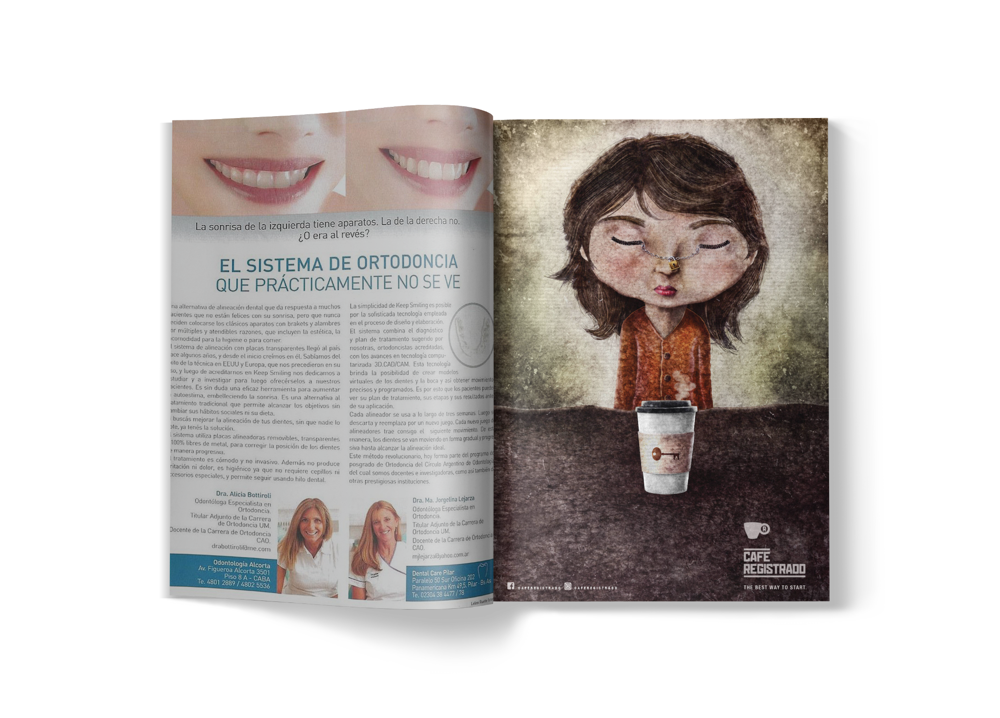 La sonrisa de la izquierda tiene aparatos. La de la derecha no.
¿O era al revés?
EL SISTEMA DE ORTODONCIA
QUE PRÁCTICAMENTE NO SE VE
na alternativa de alineación dental que da respuesta a muchos
acientes que no están felices con su sonrisa, pero que nunca
eciden colocarse los clásicos aparatos con brakets y alambres
or múltiples y atendibles razones, que incluyen la estética, la
comodidad para la higiene o para comer.
l sistema de alineación con placas transparentes llegó al país
ace algunos años, y desde el inicio creímos en él. Sabíamos del
xito de la técnica en EEUU y Europa, que nos precedieron en su
so, y luego de acreditarnos en Keep Smiling nos dedicamos a
studiar y a investigar para luego ofrecérselos a nuestros
acientes. Es sin duda una eficaz herramienta para aumentar
autoestima, embelleciendo la sonrisa. Es una alternativa al
atamiento tradicional que permite alcanzar los objetivos sin
ambiar sus hábitos sociales ni su dieta.
i buscás mejorar la alineación de tus dientes, sin que nadie lo
ote, ya tenés la solución.
l sistema utiliza placas alineadoras removibles, transparentes
100% libres de metal, para corregir la posición de los dientes
e manera progresiva.
l tratamiento es cómodo y no invasivo. Además no produce
ritación ni dolor, es higiénico ya que no requiere cepillos ni
ccesorios especiales, y permite seguir usando hilo dental.
La simplicidad de Keep Smiling es posible
por la sofisticada tecnología empleada
en el proceso de diseño y elaboración.
El sistema combina el diagnóstico
y plan de tratamiento sugerido por
nosotras, ortodoncistas acreditadas,
con los avances en tecnología compu-
tarizada 3D.CAD/CAM. Esta tecnología
brinda la posibilidad de crear modelos
virtuales de los dientes y la boca y así obtener movimiento
precisos y programados. Es por esto que los pacientes puede
ver su plan de tratamiento, sus etapas y sus resultados ante
de su aplicación.
Cada alineador se usa a lo largo de tres semanas. Luego s
descarta y reemplaza por un nuevo juego. Cada nuevo juego d
alineadores trae consigo el siguiente movimiento. De est
manera, los dientes se van moviendo en forma gradual y progre
siva hasta alcanzar la alineación ideal.
Este método revolucionario, hoy forma parte del programa de
posgrado de Ortodoncia del Círculo Argentino de Odontología
del cual somos docentes e investigadoras, como así también d
otras prestigiosas instituciones.
Dra. Alicia Bottiroli
Odontóloga Especialista en
Ortodoncia.
Titular Adjunto de la Carrera
de Ortodoncia UM.
Docente de la Carrera de Ortodoncia
CAO.
drabottiroli@me.com
Odontología Alcorta
Av. Figueroa Alcorta 3501
Piso 8 A - CABA
Te. 4801 2889 / 4802 5536
Dra. Ma. Jorgelina Lejarza
Odontóloga Especialista en
Ortodoncia.
Titular Adjunto de la Carrera de
Ortodoncia UM.
Docente de la Carrera de Ortodoncia
CAO.
mjlejarza@yahoo.com.ar
Dental Care Pilar
Paralelo 50 Sur Oficina 202
Panamericana Km 49,5. Pilar - Bs As
Te. 02304 38 4477 / 78
R
CAFE
REGISTRADO
THE BEST WAY TO START.
CAFEREGISTRADO CAFEREGISTRADO